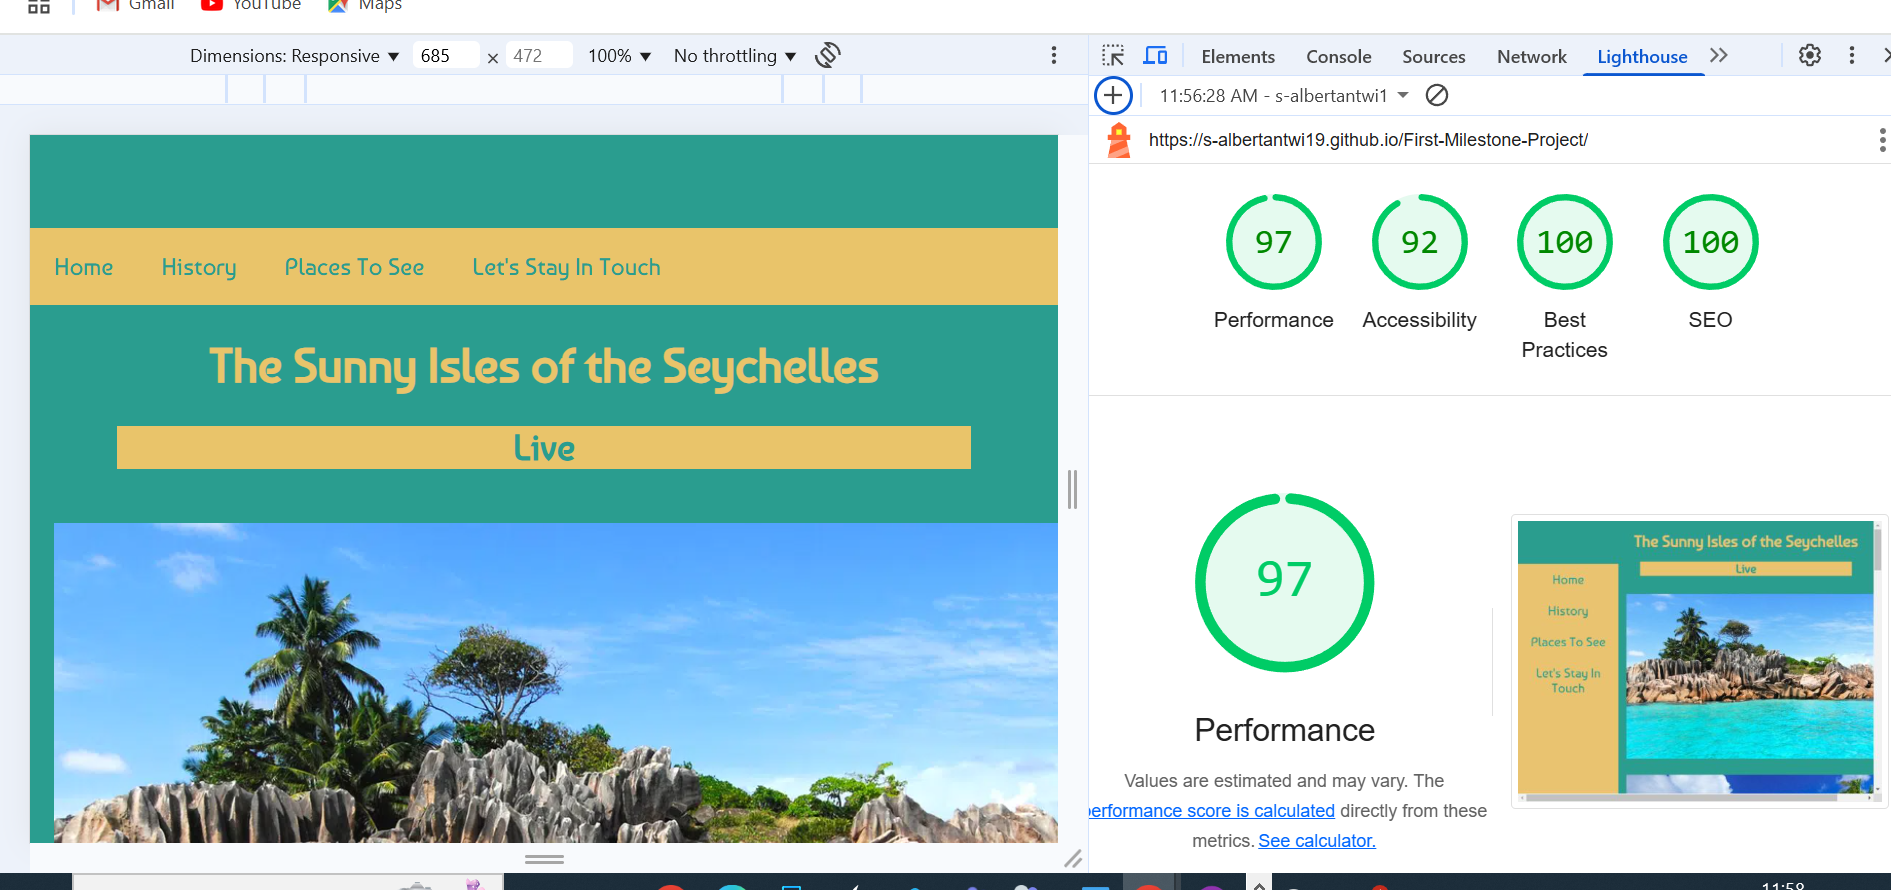 Gmail YouTube Maps
Dimensions: Responsive 685 × 472 100% No throttling
Elements Console Sources Network Lighthouse
11:56:28 AM - s-albertantwi1
https://s-albertantwi19.github.io/First-Milestone-Project/
Home History Places To See Let's Stay In Touch
The Sunny Isles of the Seychelles
Live
97 92 100 100
Performance Accessibility Best Practices SEO
97
Performance
Values are estimated and may vary. The
performance score is calculated directly from these
metrics. See calculator.
The Sunny Isles of the Seychelles
Live
Home
History
Places To See
Let's Stay In
Touch
11:58